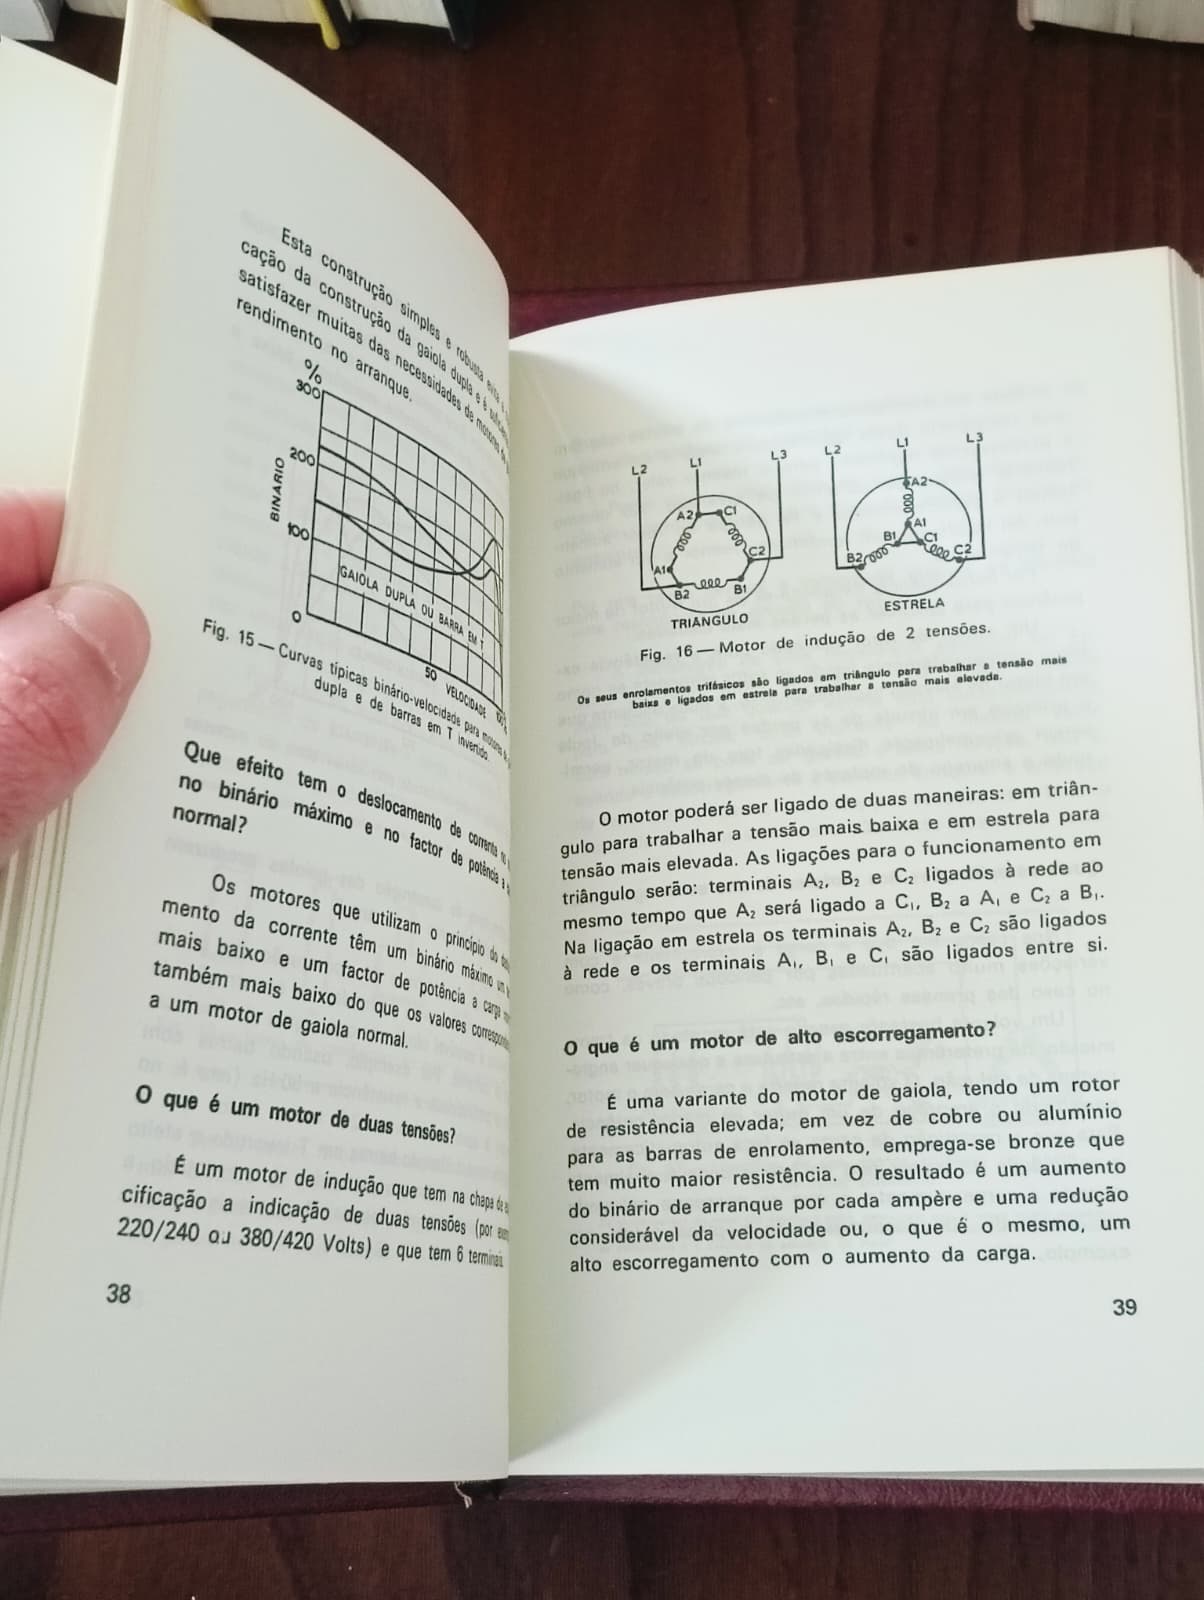 Esta construção simples e robusta evita
cação da construção da gaiola dupla e é
satisfazer muitas das necessidades de motores
rendimento no arranque.
%
300
200
100
0
BINÁRIO
GAIOLA DUPLA OU BARRA EM T
50 VELOCIDADE
Fig. 15 — Curvas típicas binário-velocidade para motores
dupla e de barras em T invertido.
Que efeito tem o deslocamento de corrente
no binário máximo e no factor de potência
normal?
Os motores que utilizam o princípio do
mento da corrente têm um binário máximo
mais baixo e um factor de potência a carga
também mais baixo do que os valores
a um motor de gaiola normal.
O que é um motor de duas tensões?
É um motor de indução que tem na chapa
cificação a indicação de duas tensões (por
220/240 ou 380/420 Volts) e que tem 6 terminais.
38
L2 L1 L3
A2 C1
A1 C2
B2 B1
TRIÂNGULO
L2 L1 L3
A2
A1
B1 C1
B2 C2
ESTRELA
Fig. 16 — Motor de indução de 2 tensões.
Os seus enrolamentos trifásicos são ligados em triângulo para trabalhar a tensão mais
baixa e ligados em estrela para trabalhar a tensão mais elevada.
O motor poderá ser ligado de duas maneiras: em triân-
gulo para trabalhar a tensão mais baixa e em estrela para
tensão mais elevada. As ligações para o funcionamento em
triângulo serão: terminais A₂, B₂ e C₂ ligados à rede ao
mesmo tempo que A₂ será ligado a C₁, B₂ a A₁ e C₂ a B₁.
Na ligação em estrela os terminais A₂, B₂ e C₂ são ligados
à rede e os terminais A₁, B₁ e C₁ são ligados entre si.
O que é um motor de alto escorregamento?
É uma variante do motor de gaiola, tendo um rotor
de resistência elevada; em vez de cobre ou alumínio
para as barras de enrolamento, emprega-se bronze que
tem muito maior resistência. O resultado é um aumento
do binário de arranque por cada ampère e uma redução
considerável da velocidade ou, o que é o mesmo, um
alto escorregamento com o aumento da carga.
39